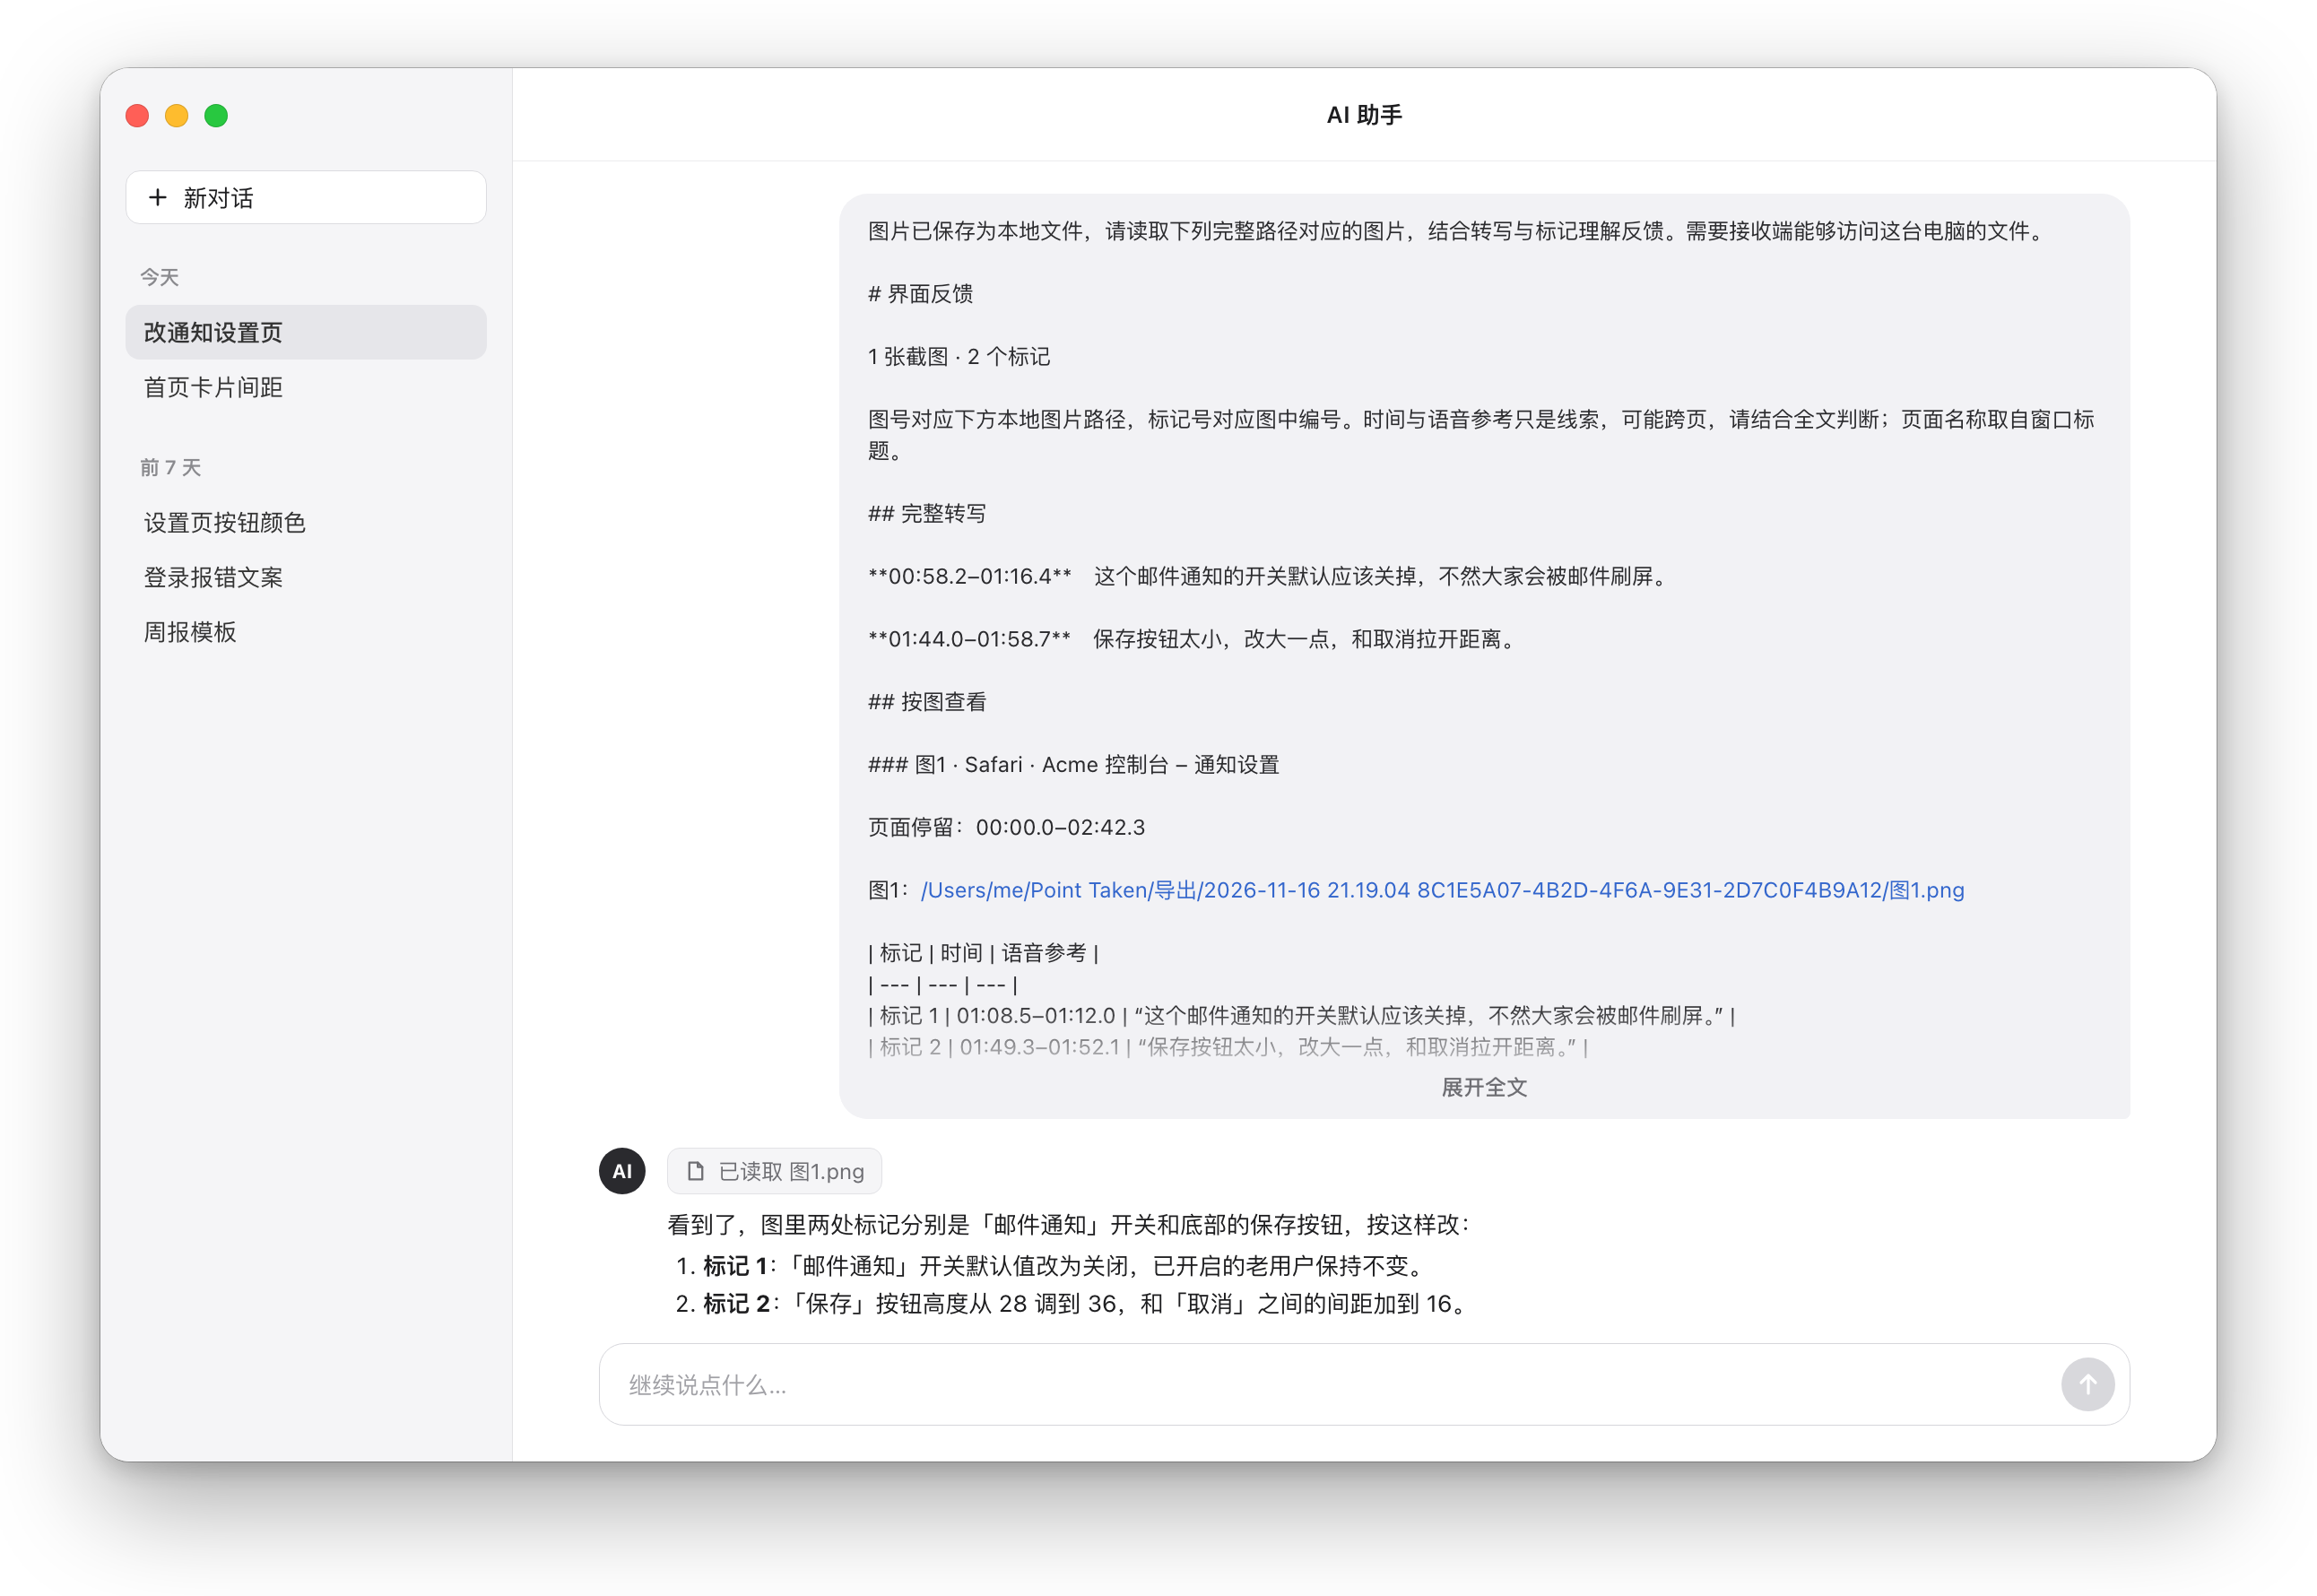 AI 助手
+ 新对话
今天
改通知设置页
首页卡片间距
前 7 天
设置页按钮颜色
登录报错文案
周报模板
图片已保存为本地文件，请读取下列完整路径对应的图片，结合转写与标记理解反馈。需要接收端能够访问这台电脑的文件。
# 界面反馈
1 张截图 · 2 个标记
图号对应下方本地图片路径，标记号对应图中编号。时间与语音参考只是线索，可能跨页，请结合全文判断；页面名称取自窗口标
题。
## 完整转写
**00:58.2–01:16.4** 这个邮件通知的开关默认应该关掉，不然大家会被邮件刷屏。
**01:44.0–01:58.7** 保存按钮太小，改大一点，和取消拉开距离。
## 按图查看
### 图1 · Safari · Acme 控制台 – 通知设置
页面停留：00:00.0–02:42.3
图1：/Users/me/Point Taken/导出/2026-11-16 21.19.04 8C1E5A07-4B2D-4F6A-9E31-2D7C0F4B9A12/图1.png
| 标记 | 时间 | 语音参考 |
| --- | --- | --- |
| 标记 1 | 01:08.5–01:12.0 | “这个邮件通知的开关默认应该关掉，不然大家会被邮件刷屏。” |
| 标记 2 | 01:49.3–01:52.1 | “保存按钮太小，改大一点，和取消拉开距离。” |
展开全文
AI
已读取 图1.png
看到了，图里两处标记分别是「邮件通知」开关和底部的保存按钮，按这样改：
1. 标记 1：「邮件通知」开关默认值改为关闭，已开启的老用户保持不变。
2. 标记 2：「保存」按钮高度从 28 调到 36，和「取消」之间的间距加到 16。
继续说点什么...